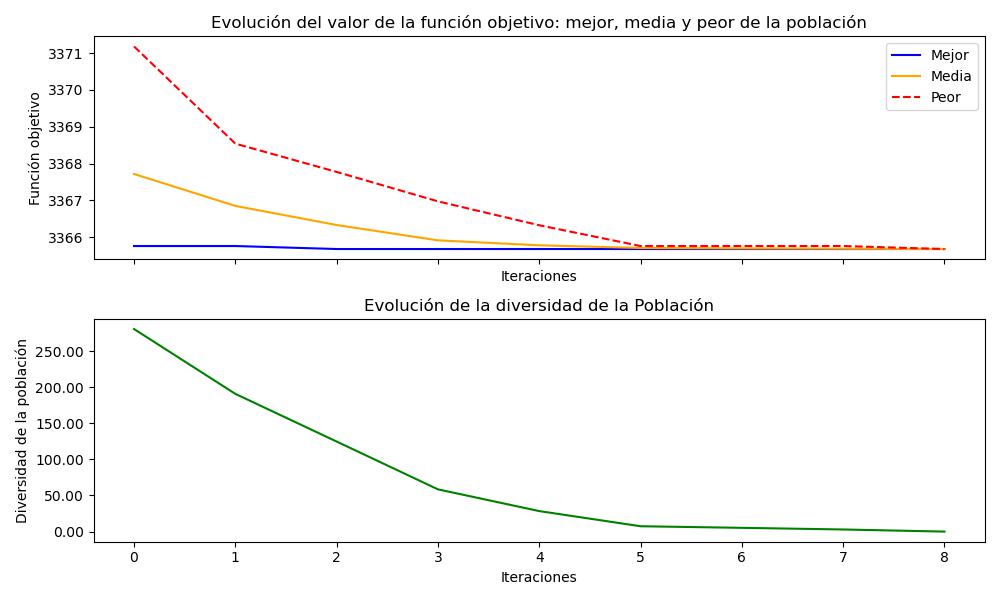 Evolución del valor de la función objetivo: mejor, media y peor de la población
Función objetivo
3371
3370
3369
3368
3367
3366
Mejor
Media
Peor
Iteraciones
Evolución de la diversidad de la Población
Diversidad de la población
250.00
200.00
150.00
100.00
50.00
0.00
0 1 2 3 4 5 6 7 8
Iteraciones